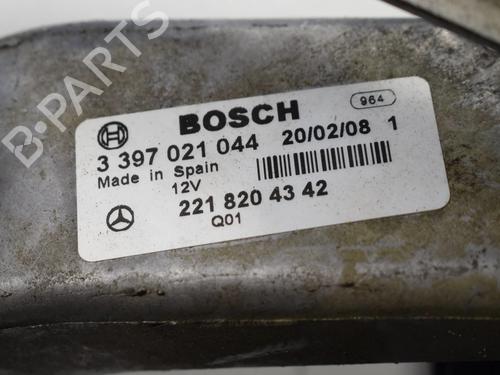 B-PARTS
BOSCH
964
3 397 021 044 20/02/08 1
Made in Spain
12V
221 820 43 42
Q01